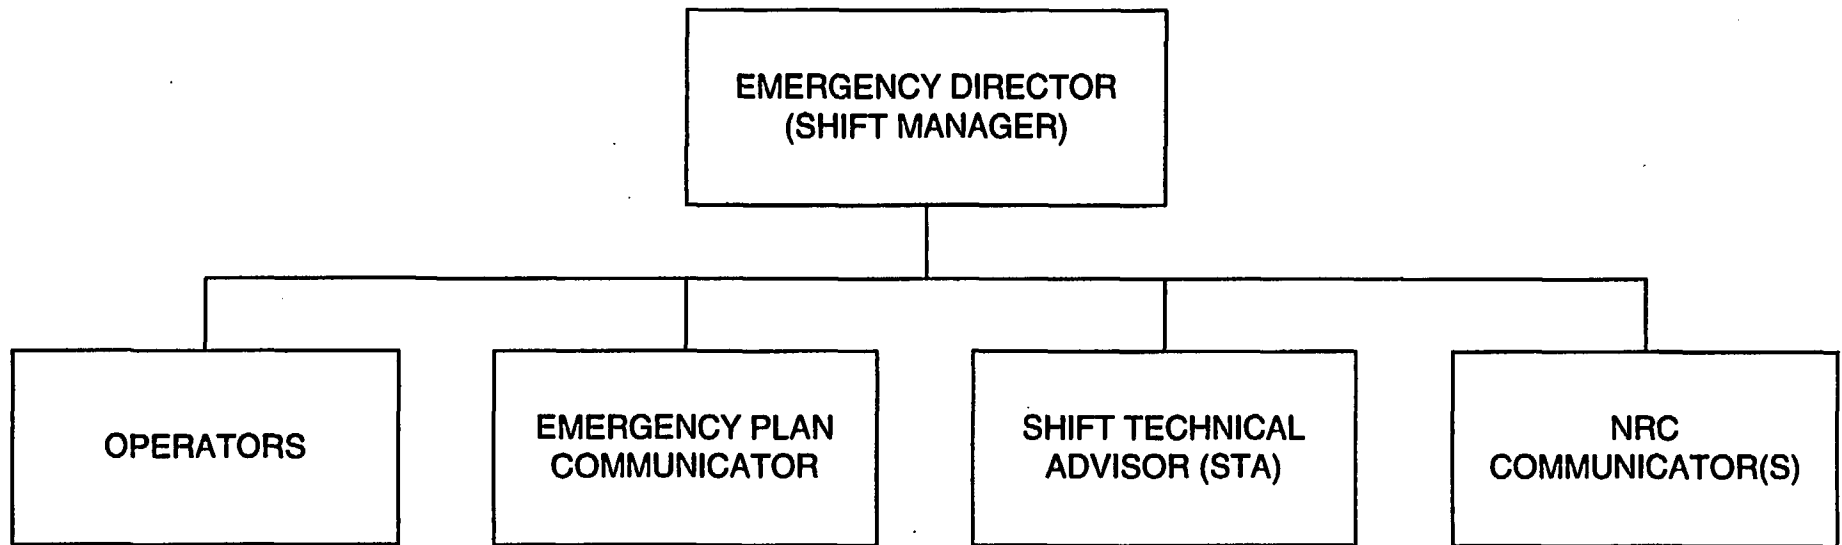 EMERGENCY DIRECTOR
(SHIFT MANAGER)
OPERATORS
EMERGENCY PLAN
COMMUNICATOR
SHIFT TECHNICAL
ADVISOR (STA)
NRC
COMMUNICATOR(S)